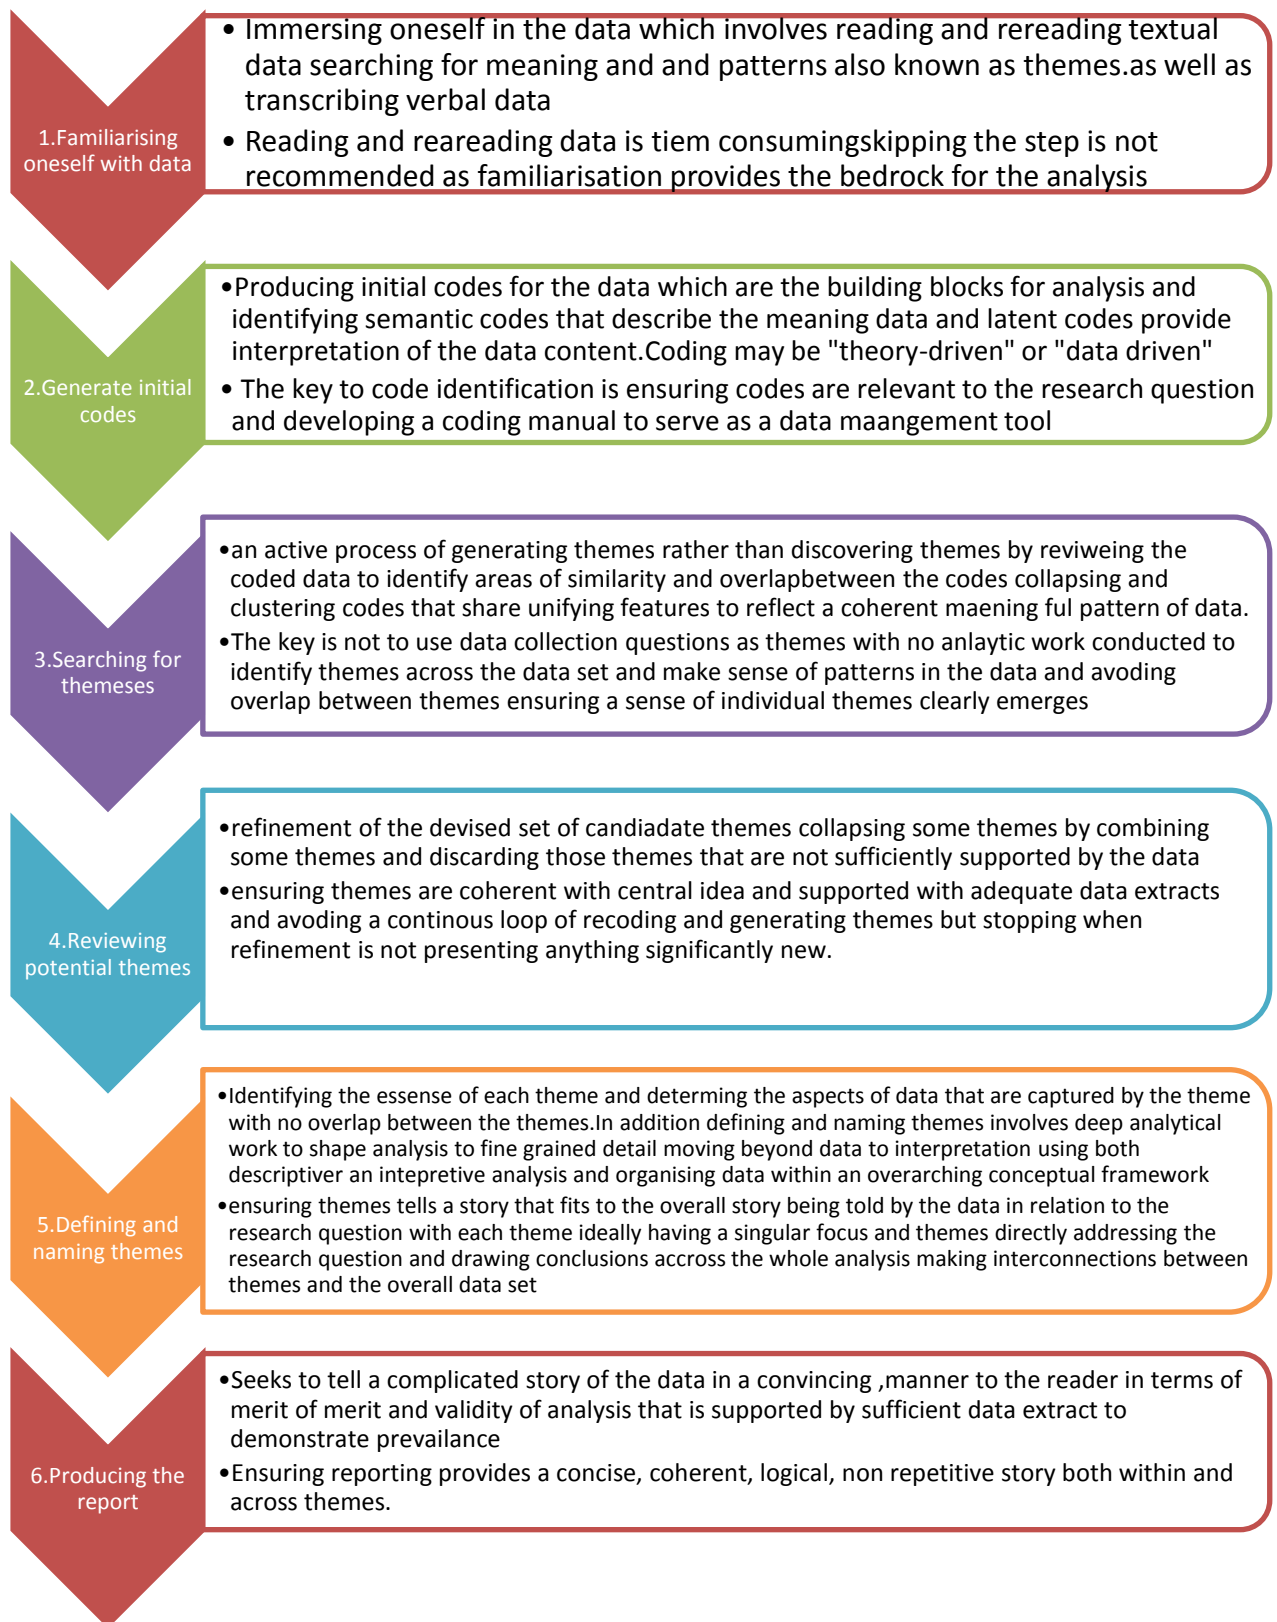 1.Familiarising
oneself with data
• Immersing oneself in the data which involves reading and rereading textual
data searching for meaning and and patterns also known as themes.as well as
transcribing verbal data
• Reading and reareading data is tiem consumingskipping the step is not
recommended as familiarisation provides the bedrock for the analysis
2.Generate initial
codes
•Producing initial codes for the data which are the building blocks for analysis and
identifying semantic codes that describe the meaning data and latent codes provide
interpretation of the data content.Coding may be "theory-driven" or "data driven"
• The key to code identification is ensuring codes are relevant to the research question
and developing a coding manual to serve as a data maangement tool
3.Searching for
themeses
•an active process of generating themes rather than discovering themes by reviweing the
coded data to identify areas of similarity and overlapbetween the codes collapsing and
clustering codes that share unifying features to reflect a coherent maening ful pattern of data.
•The key is not to use data collection questions as themes with no anlaytic work conducted to
identify themes across the data set and make sense of patterns in the data and avoding
overlap between themes ensuring a sense of individual themes clearly emerges
4.Reviewing
potential themes
•refinement of the devised set of candiadate themes collapsing some themes by combining
some themes and discarding those themes that are not sufficiently supported by the data
•ensuring themes are coherent with central idea and supported with adequate data extracts
and avoding a continous loop of recoding and generating themes but stopping when
refinement is not presenting anything significantly new.
5.Defining and
naming themes
•Identifying the essense of each theme and determing the aspects of data that are captured by the theme
with no overlap between the themes.In addition defining and naming themes involves deep analytical
work to shape analysis to fine grained detail moving beyond data to interpretation using both
descriptiver an intepretive analysis and organising data within an overarching conceptual framework
•ensuring themes tells a story that fits to the overall story being told by the data in relation to the
research question with each theme ideally having a singular focus and themes directly addressing the
research question and drawing conclusions accross the whole analysis making interconnections between
themes and the overall data set
6.Producing the
report
•Seeks to tell a complicated story of the data in a convincing ,manner to the reader in terms of
merit of merit and validity of analysis that is supported by sufficient data extract to
demonstrate prevailance
•Ensuring reporting provides a concise, coherent, logical, non repetitive story both within and
across themes.